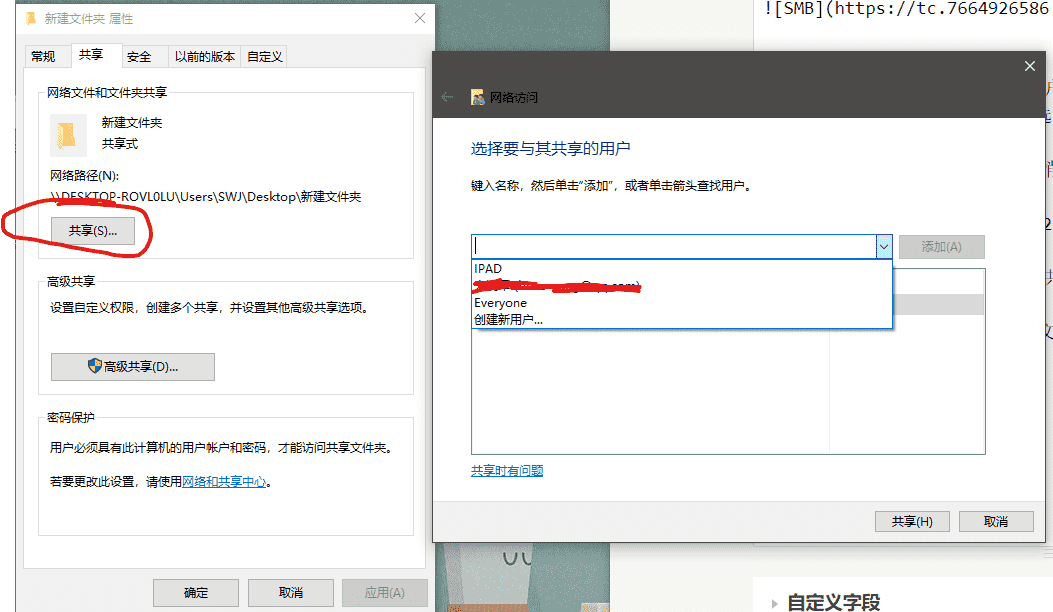 新建文件夹 属性
常规
共享
安全
以前的版本
自定义
网络文件和文件夹共享
新建文件夹
共享式
网络路径(N):
\\DESKTOP-ROVL0LU\Users\SWJ\Desktop\新建文件夹
共享(S)...
高级共享
设置自定义权限，创建多个共享，并设置其他高级共享选项。
高级共享(D)...
密码保护
用户必须具有此计算机的用户帐户和密码，才能访问共享文件夹。
若要更改此设置，请使用网络和共享中心。
确定
取消
应用(A)
![SMB](https://tc.7664926586
网络访问
选择要与其共享的用户
键入名称，然后单击"添加"，或者单击箭头查找用户。
添加(A)
IPAD
Everyone
创建新用户...
共享时有问题
共享(H)
取消
自定义字段